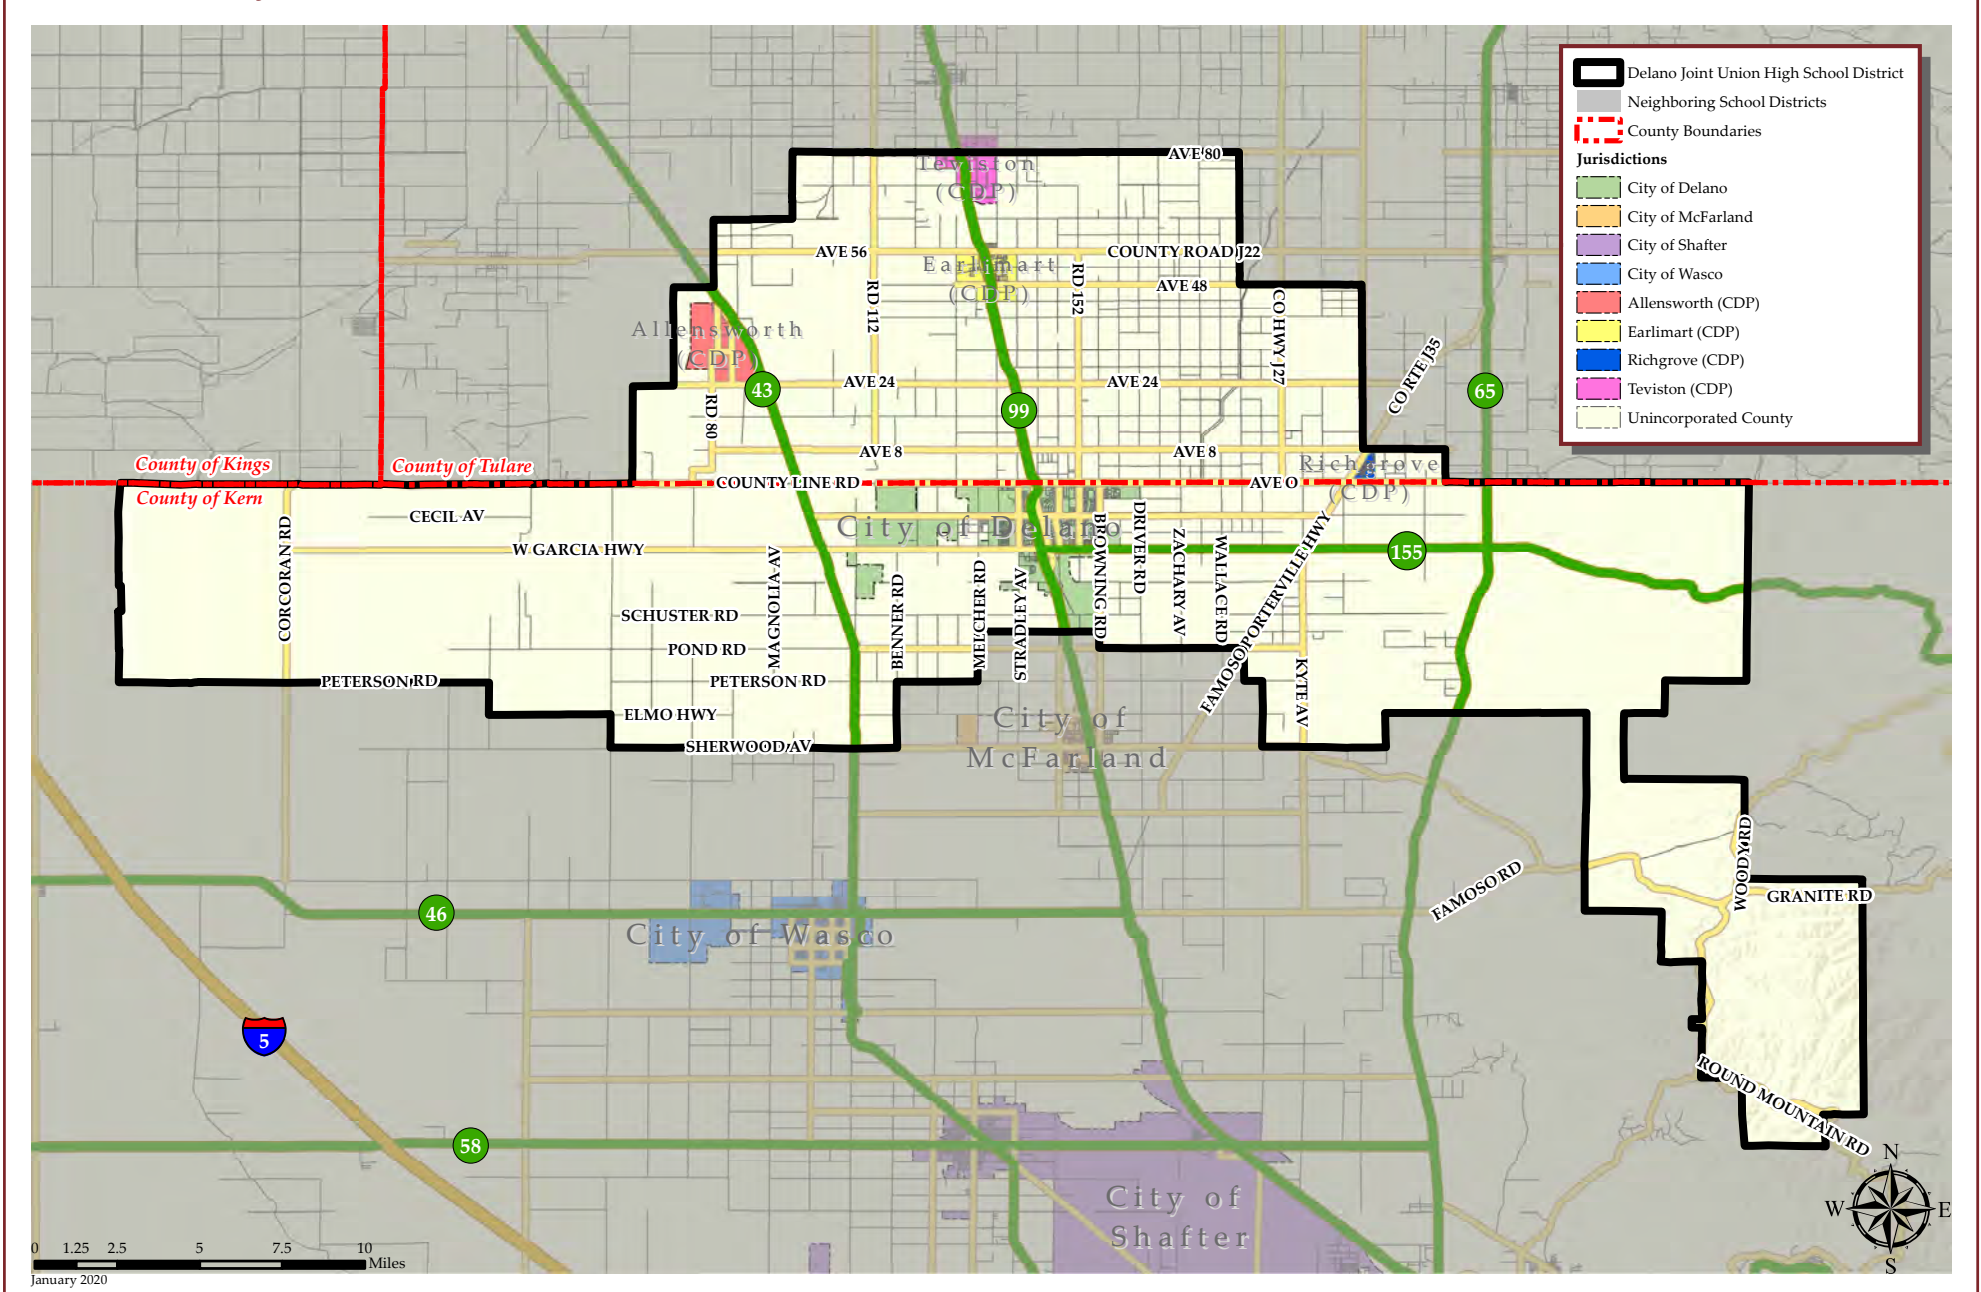 Delano Joint Union High School District
Neighboring School Districts
County Boundaries
Jurisdictions
City of Delano
City of McFarland
City of Shafter
City of Wasco
Allensworth (CDP)
Earlimart (CDP)
Richgrove (CDP)
Teviston (CDP)
Unincorporated County
AVE 80
Teviston
(CDP)
AVE 56
COUNTY ROAD J22
Earlimart
(CDP)
AVE 48
RD 112
RD 152
CO HWY J27
Allensworth
(CDP)
CO RTE J35
43
99
65
AVE 24
AVE 24
RD 80
AVE 8
AVE 8
County of Kings
County of Tulare
County of Kern
Richgrove
(CDP)
COUNTY LINE RD
AVE 0
CECIL AV
City of Delano
CORCORAN RD
W GARCIA HWY
MAGNOLIA AV
BENNER RD
MELCHER RD
STRADLEY AV
BROWNING RD
DRIVER RD
ZACHARY AV
WALLACE RD
FAMOSO PORTERVILLE HWY
155
SCHUSTER RD
POND RD
PETERSON RD
PETERSON RD
KYTE AV
ELMO HWY
SHERWOOD AV
City of
McFarland
WOODY RD
FAMOSO RD
GRANITE RD
46
City of Wasco
5
ROUND MOUNTAIN RD
58
City of
Shafter
N
W
E
S
0 1.25 2.5 5 7.5 10
Miles
January 2020